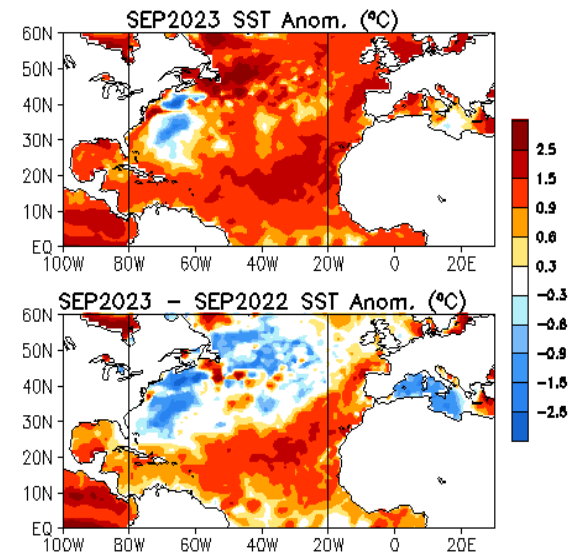 SEP2023 SST Anom. (ºC)
60N
50N
40N
30N
20N
10N
EQ
100W 80W 60W 40W 20W 0 20E
2.5
1.5
0.9
0.6
0.3
-0.3
-0.6
-0.9
-1.5
-2.5
SEP2023 - SEP2022 SST Anom. (ºC)
60N
50N
40N
30N
20N
10N
EQ
100W 80W 60W 40W 20W 0 20E